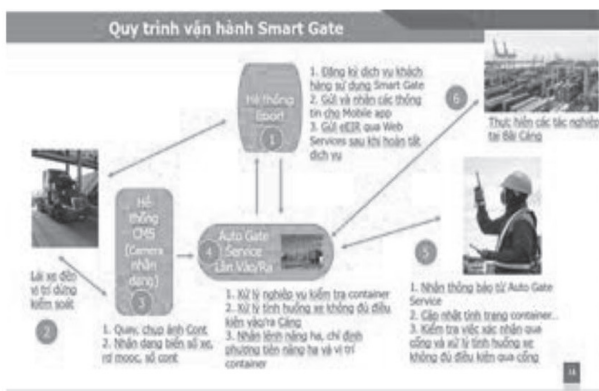 Quy trình vận hành Smart Gate
Hệ thống
Eport
1
1. Đăng ký dịch vụ khách
hàng sử dụng Smart Gate
2. Gửi và nhận các thông
tin cho Mobile app
3. Gửi eEIR qua Web
Services sau khi hoàn tất
dịch vụ
6
Thực hiện các tác nghiệp
tại Bãi Cảng
Lái xe đến
vị trí dừng
kiểm soát
2
Hệ
thống
CMS
(Camera
nhận
dạng)
3
1. Quay, chụp ảnh Cont
2. Nhận dạng biển số xe,
rơ mooc, số cont
4
Auto Gate
Service
Làn Vào/Ra
1. Xử lý nghiệp vụ kiểm tra container
2. Xử lý tình huống xe không đủ điều
kiện vào/ra Cảng
3. Nhận lệnh nâng hạ, chỉ định
phương tiện nâng hạ và vị trí
container
5
1. Nhận thông báo từ Auto Gate
Service
2. Cập nhật tình trạng container...
3. Kiểm tra việc xác nhận qua
cổng và xử lý tình huống xe
không đủ điều kiện qua cổng